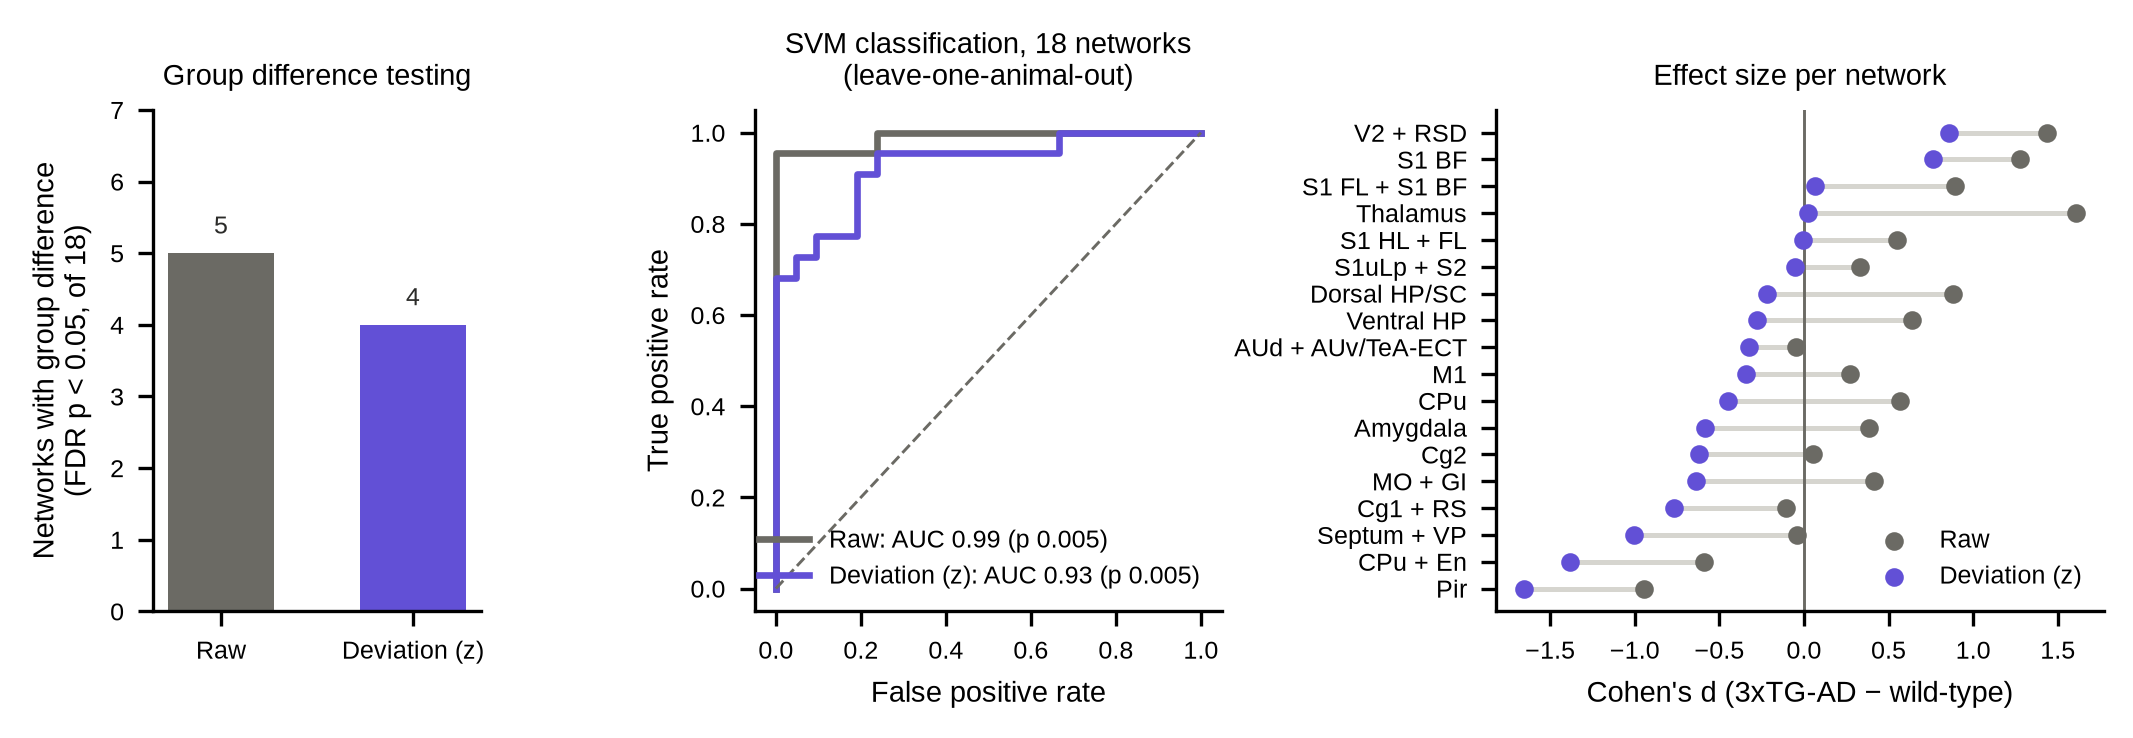 Group difference testing
Networks with group difference
(FDR p < 0.05, of 18)
7
6
5
4
3
2
1
0
5
4
Raw
Deviation (z)
SVM classification, 18 networks
(leave-one-animal-out)
True positive rate
1.0
0.8
0.6
0.4
0.2
0.0
Raw: AUC 0.99 (p 0.005)
Deviation (z): AUC 0.93 (p 0.005)
0.0
0.2
0.4
0.6
0.8
1.0
False positive rate
Effect size per network
V2 + RSD
S1 BF
S1 FL + S1 BF
Thalamus
S1 HL + FL
S1uLp + S2
Dorsal HP/SC
Ventral HP
AUd + AUv/TeA-ECT
M1
CPu
Amygdala
Cg2
MO + GI
Cg1 + RS
Septum + VP
CPu + En
Pir
Raw
Deviation (z)
−1.5
−1.0
−0.5
0.0
0.5
1.0
1.5
Cohen's d (3xTG-AD − wild-type)